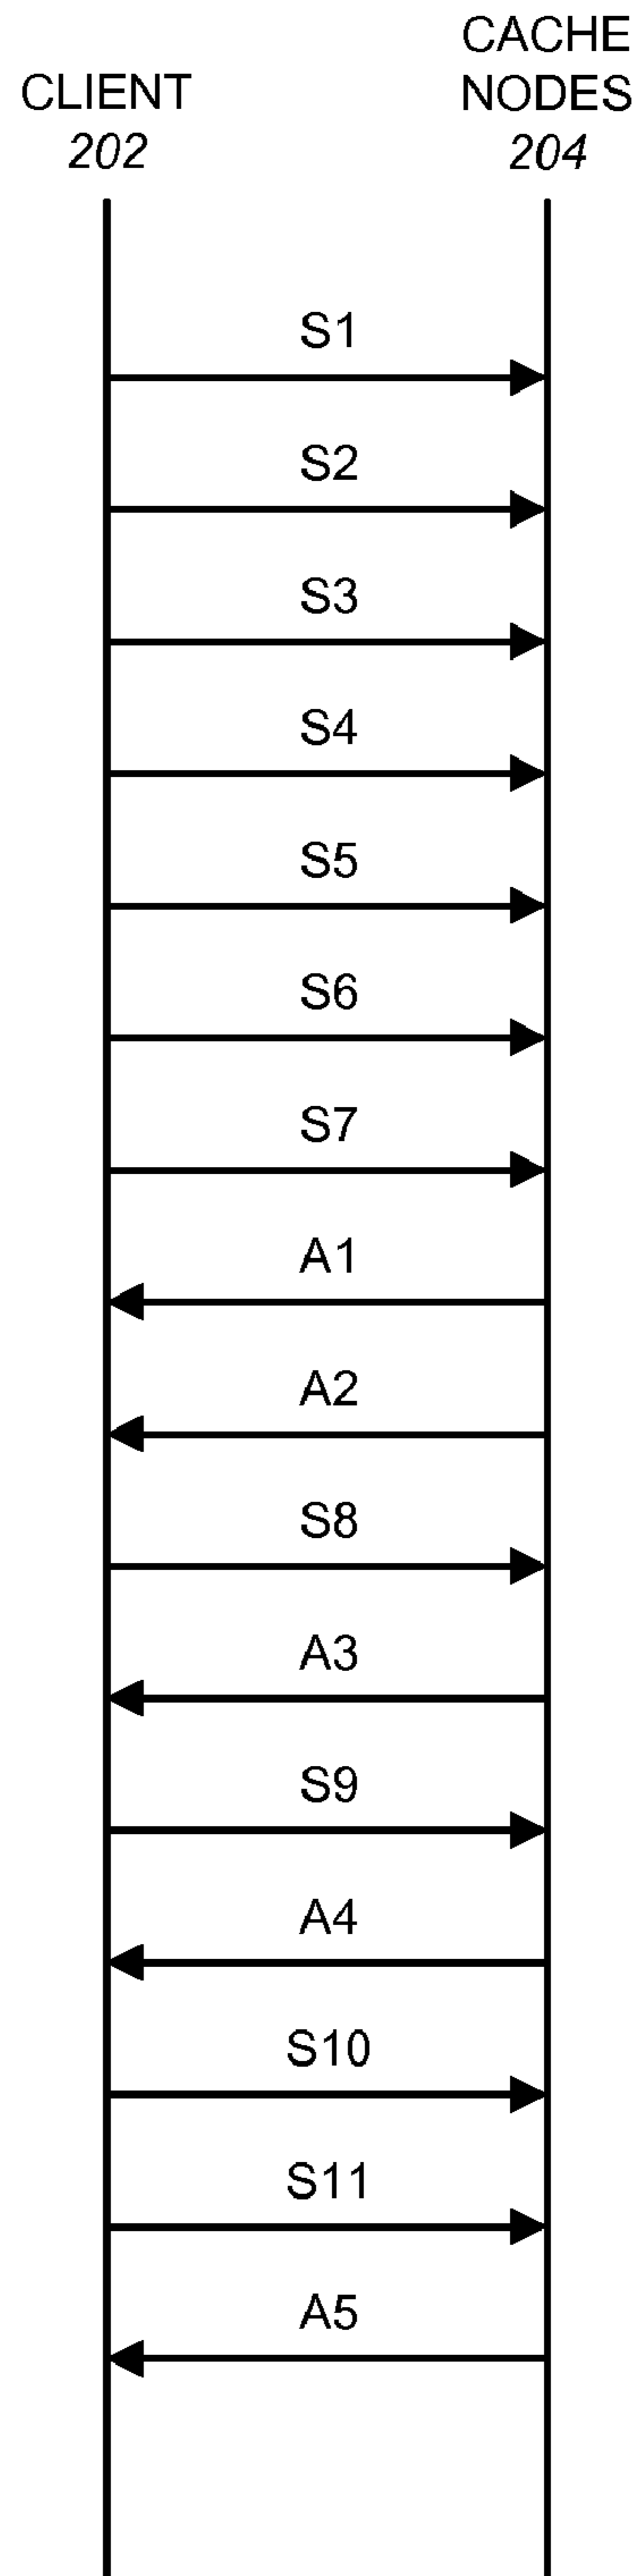 CLIENT
202
CACHE
NODES
204
S1
S2
S3
S4
S5
S6
S7
A1
A2
S8
A3
S9
A4
S10
S11
A5